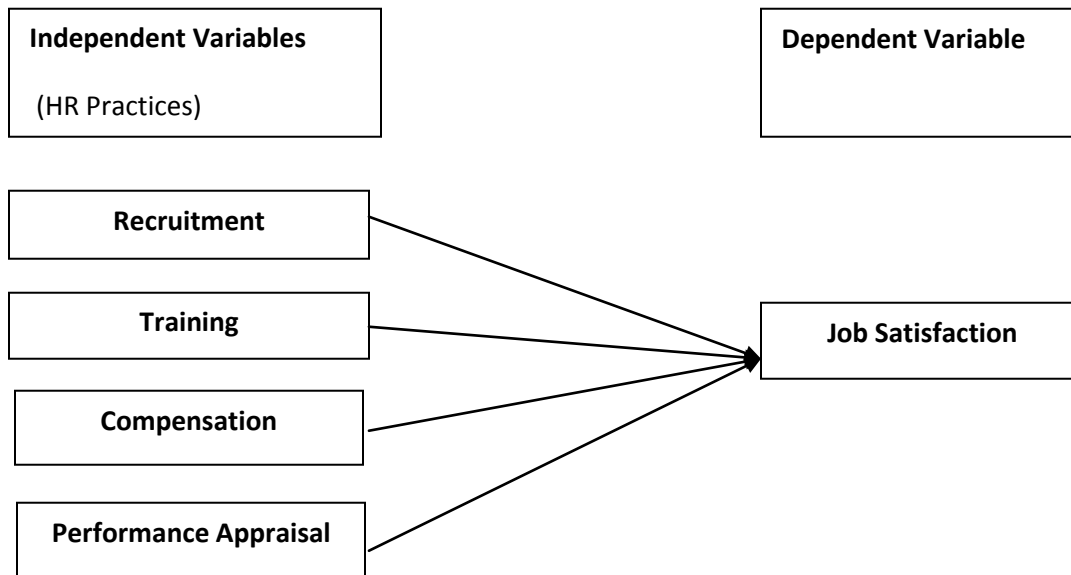 Independent Variables
(HR Practices)
Dependent Variable
Recruitment
Training
Compensation
Performance Appraisal
Job Satisfaction